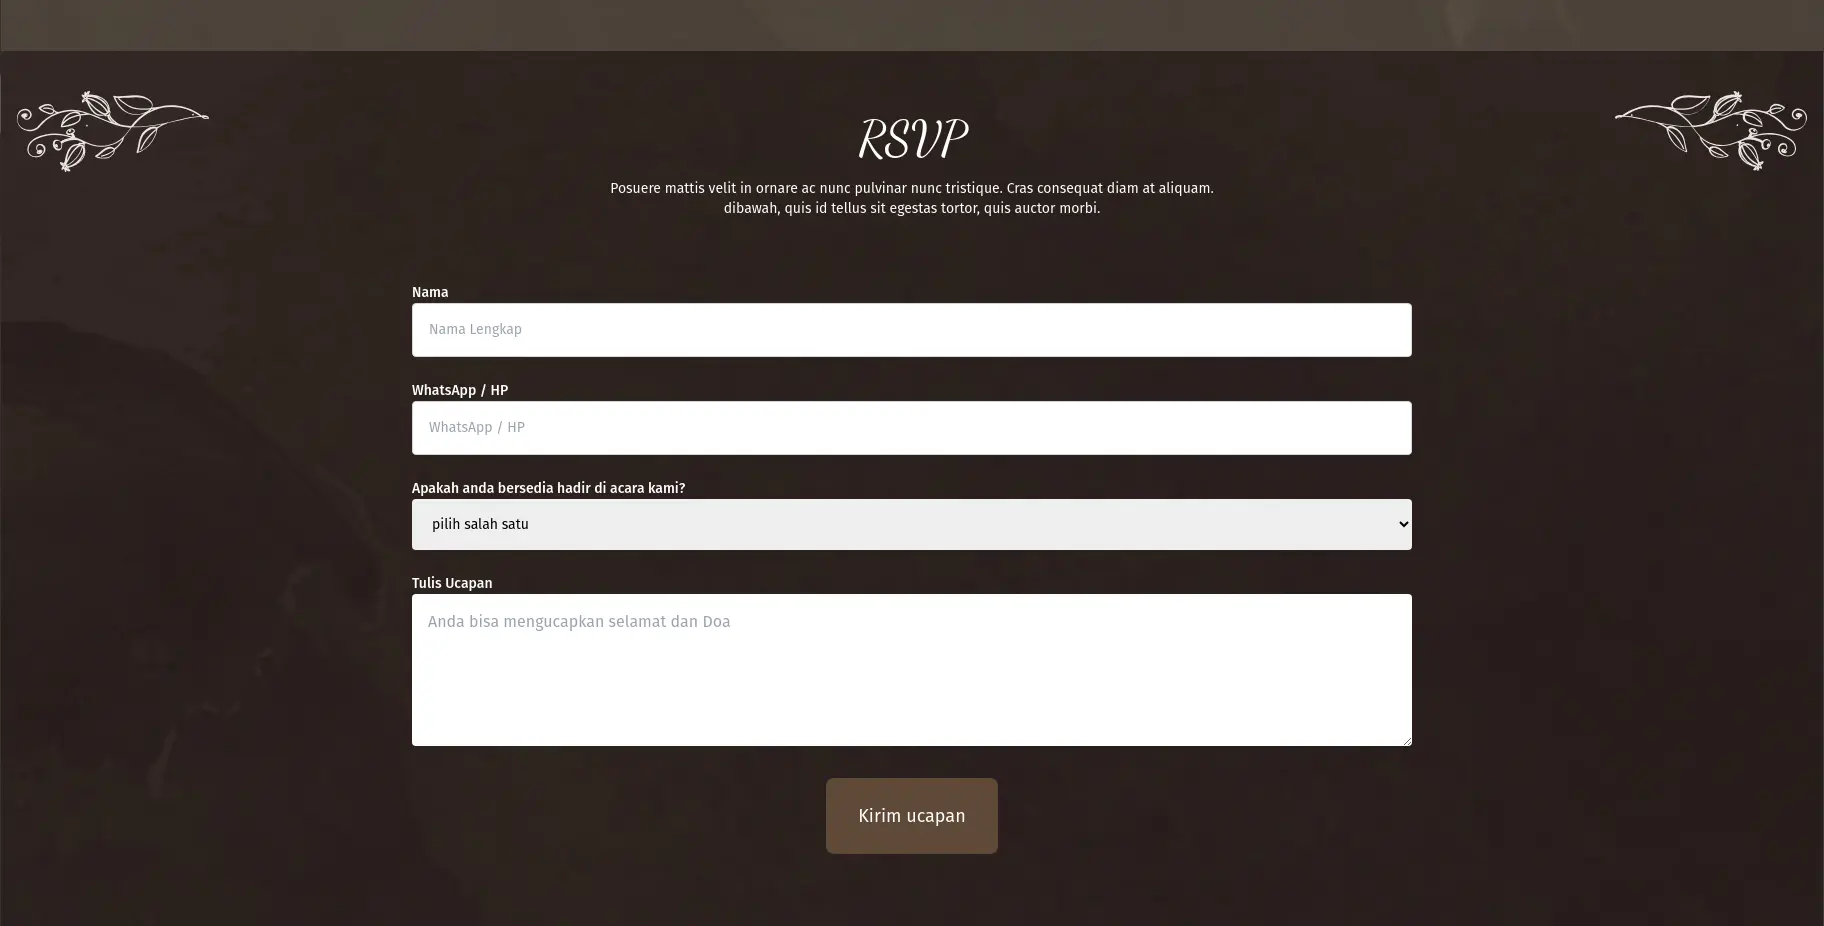 RSVP
Posuere mattis velit in ornare ac nunc pulvinar nunc tristique. Cras consequat diam at aliquam.
dibawah, quis id tellus sit egestas tortor, quis auctor morbi.
Nama
Nama Lengkap
WhatsApp / HP
WhatsApp / HP
Apakah anda bersedia hadir di acara kami?
pilih salah satu
Tulis Ucapan
Anda bisa mengucapkan selamat dan Doa
Kirim ucapan